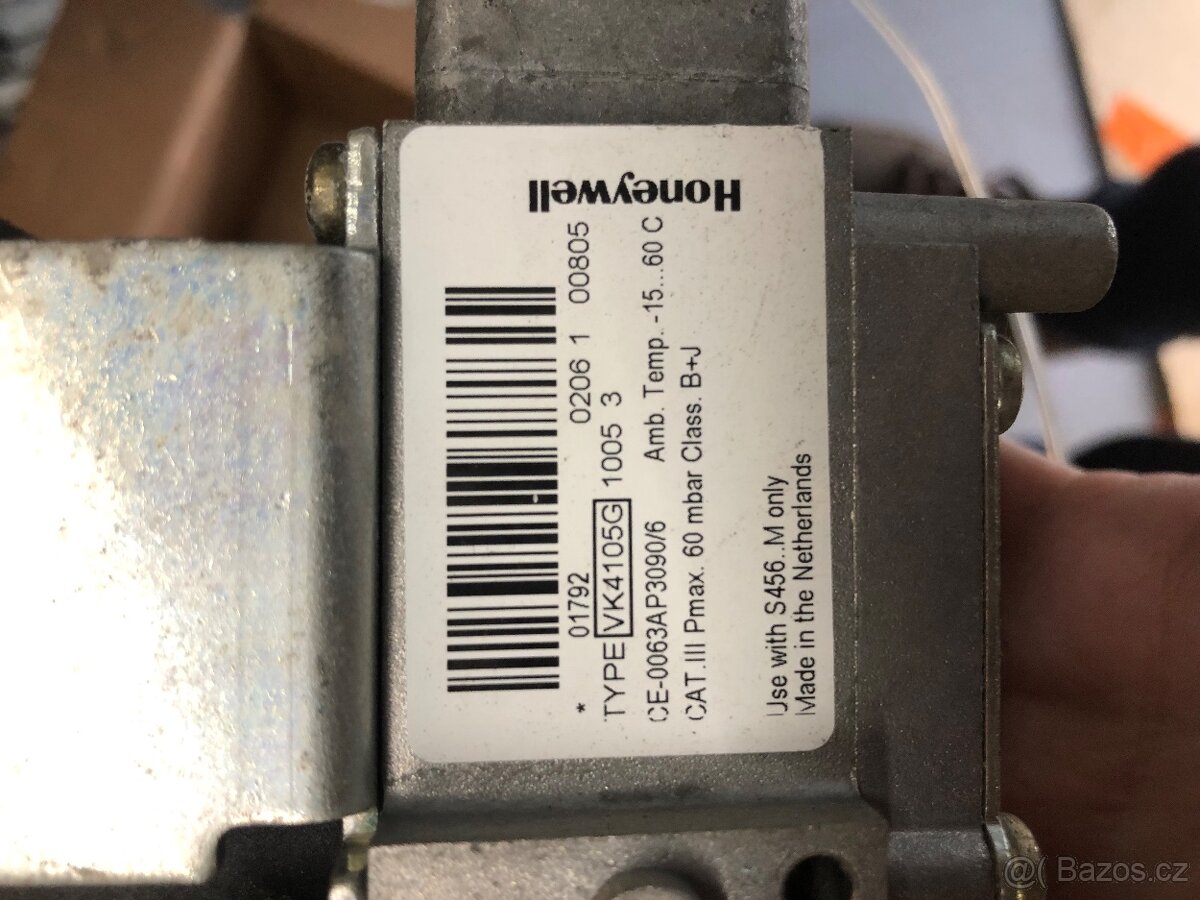 Honeywell
* 01792 0206 1 00805
TYPE VK4105G 1005 3
CE-0063AP3090/6 Amb. Temp. -15...60 C
CAT.III Pmax. 60 mbar Class. B+J
Use with S456..M only
Made in the Netherlands
@( Bazos.cz